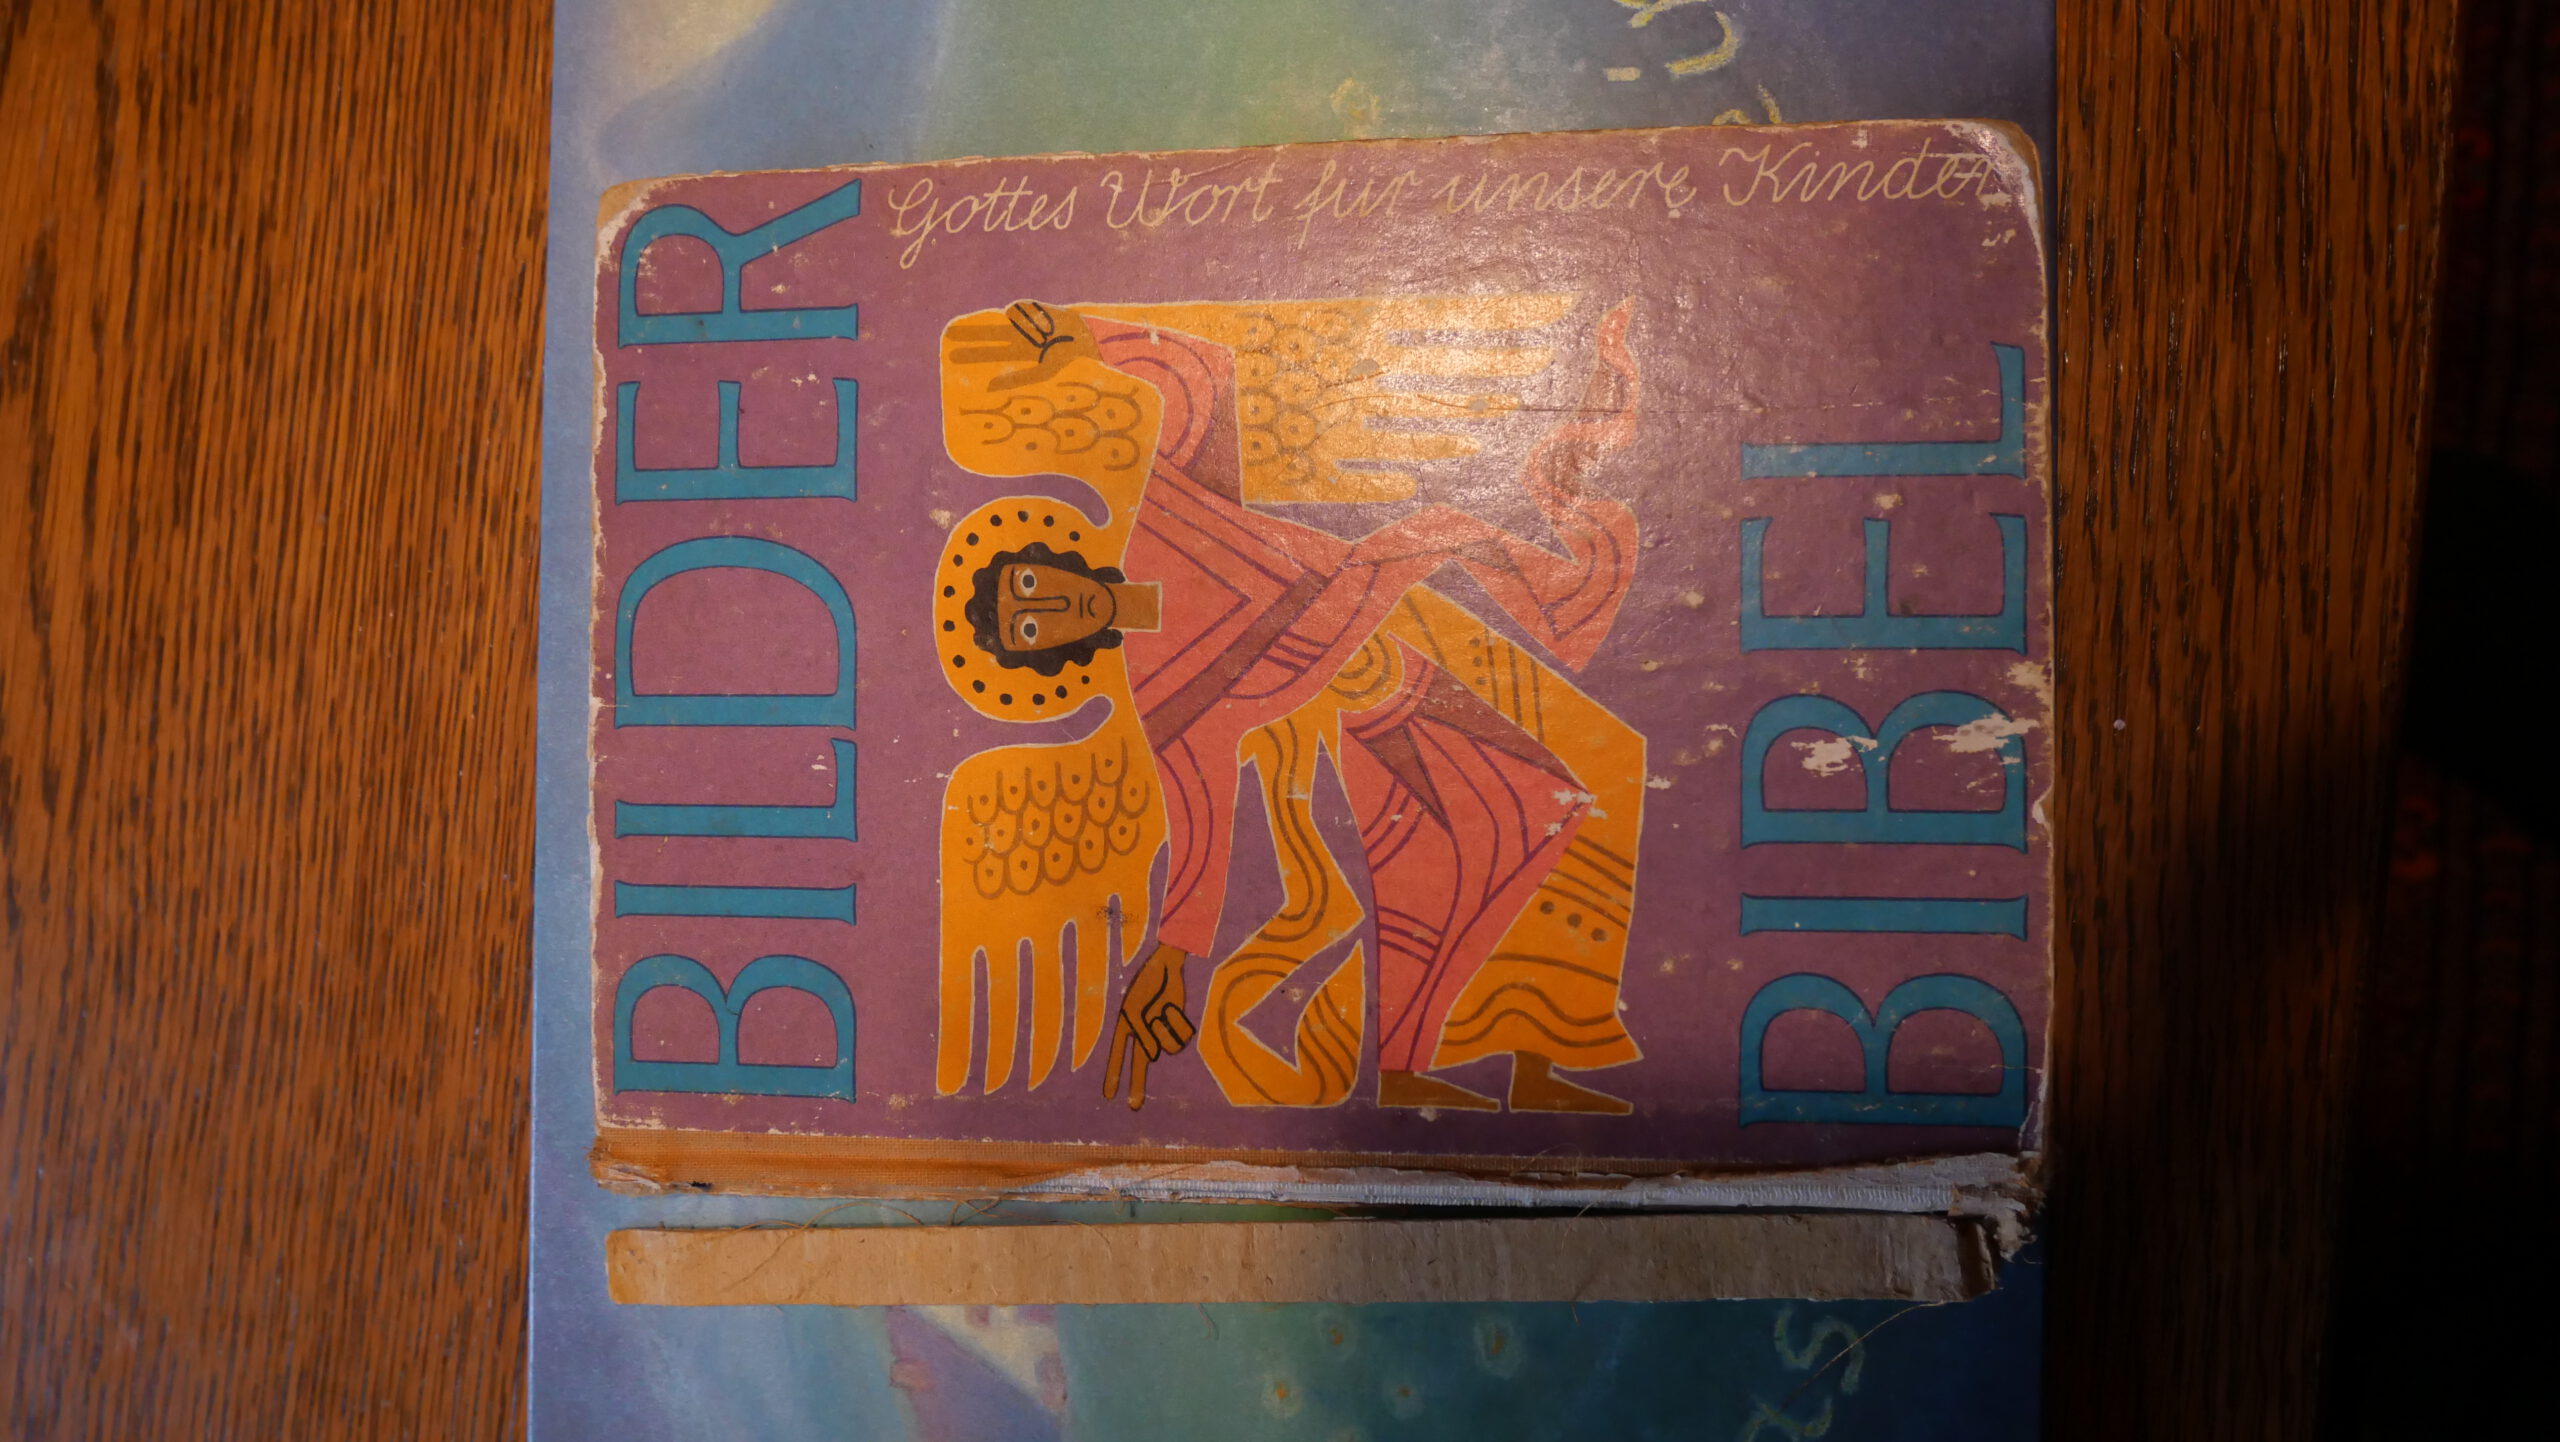 BILDER
BIBEL
Gottes Wort für unsere Kinder